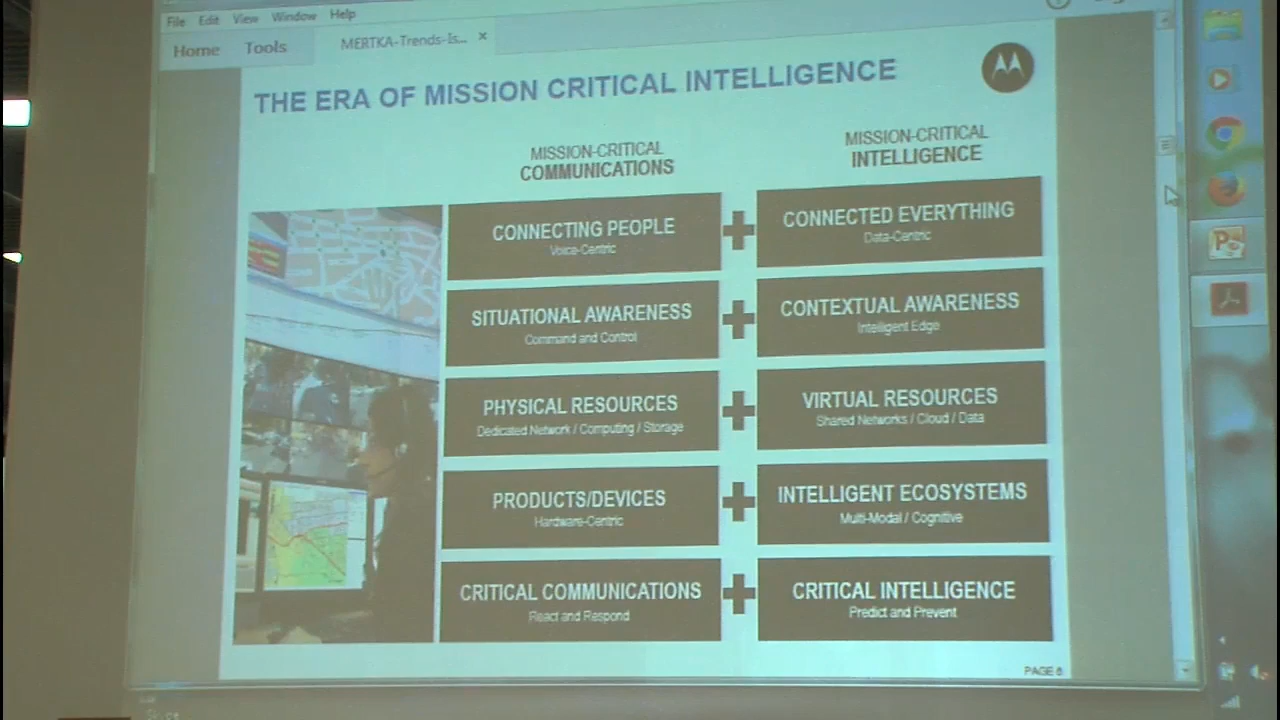 File Edit View Window Help
Home Tools MERTKA-Trends-Is... ×
THE ERA OF MISSION CRITICAL INTELLIGENCE
MISSION-CRITICAL
COMMUNICATIONS
MISSION-CRITICAL
INTELLIGENCE
CONNECTING PEOPLE
Voice-Centric
CONNECTED EVERYTHING
Data-Centric
SITUATIONAL AWARENESS
Command and Control
CONTEXTUAL AWARENESS
Intelligent Edge
PHYSICAL RESOURCES
Dedicated Network / Computing / Storage
VIRTUAL RESOURCES
Shared Networks / Cloud / Data
PRODUCTS/DEVICES
Hardware-Centric
INTELLIGENT ECOSYSTEMS
Multi-Modal / Cognitive
CRITICAL COMMUNICATIONS
React and Respond
CRITICAL INTELLIGENCE
Predict and Prevent
PAGE 6